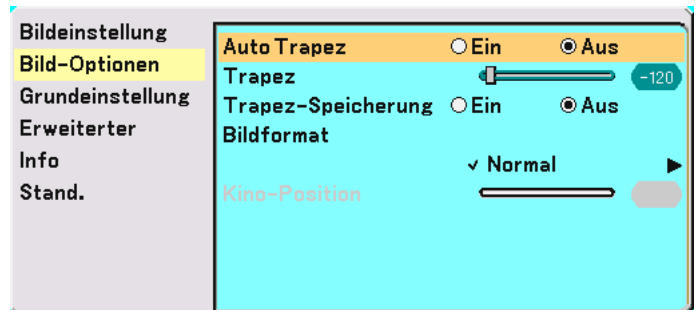 Bildeinstellung
Bild-Optionen
Grundeinstellung
Erweiterter
Info
Stand.
Auto Trapez Ein Aus
Trapez -120
Trapez-Speicherung Ein Aus
Bildformat
Normal
Kino-Position